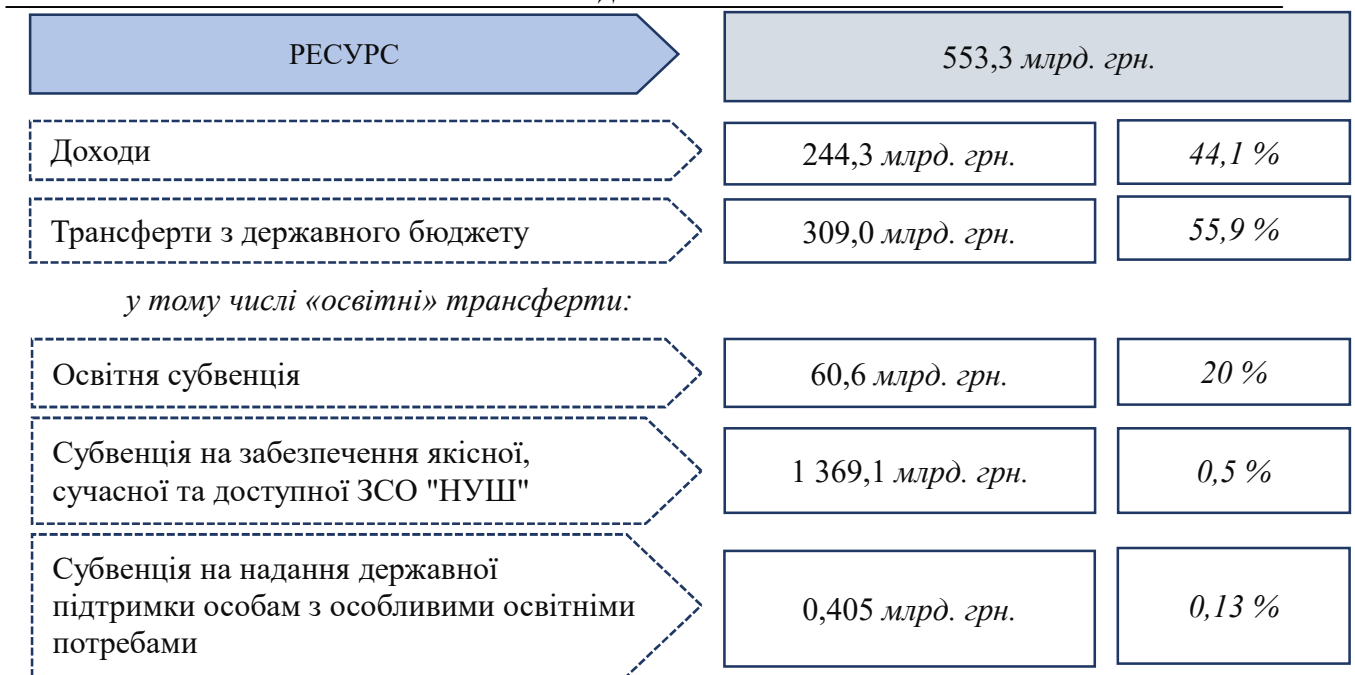 РЕСУРС
553,3 млрд. грн.
Доходи
244,3 млрд. грн.
44,1 %
Трансферти з державного бюджету
309,0 млрд. грн.
55,9 %
у тому числі «освітні» трансферти:
Освітня субвенція
60,6 млрд. грн.
20 %
Субвенція на забезпечення якісної,
сучасної та доступної ЗСО "НУШ"
1 369,1 млрд. грн.
0,5 %
Субвенція на надання державної
підтримки особам з особливими освітніми
потребами
0,405 млрд. грн.
0,13 %